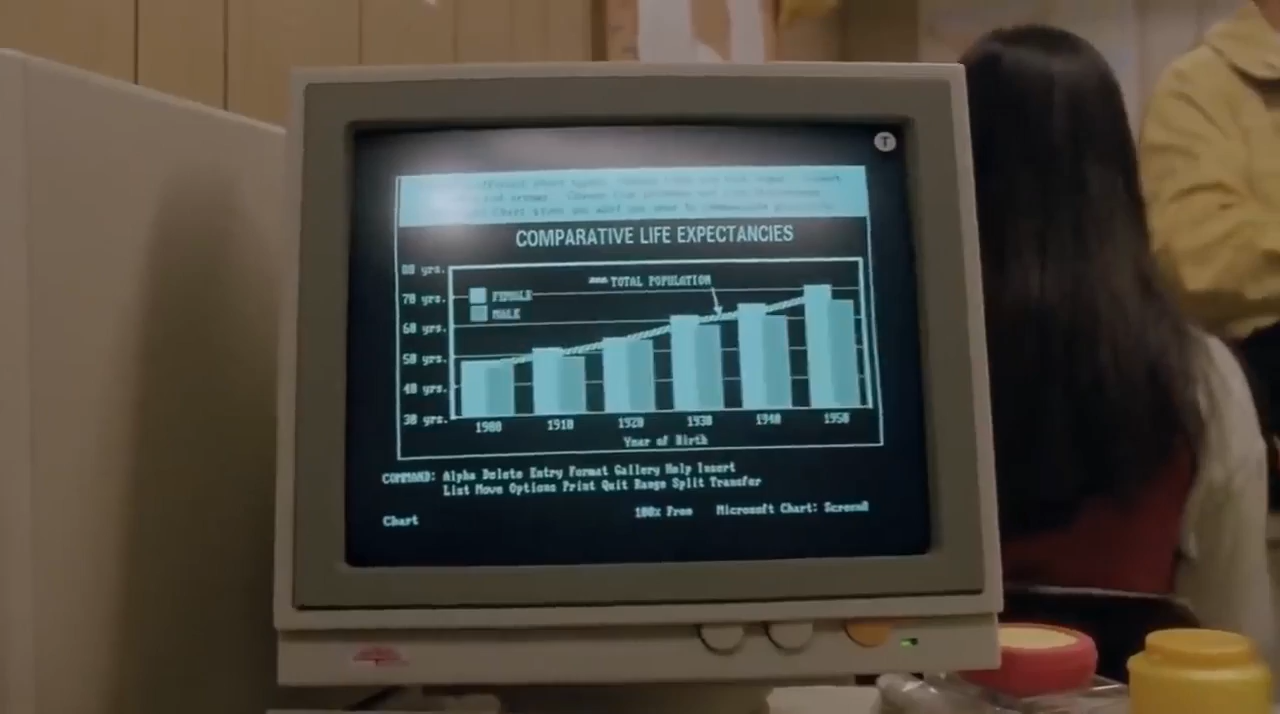 T
COMPARATIVE LIFE EXPECTANCIES
80 yrs.
TOTAL POPULATION
70 yrs.
FEMALE
MALE
60 yrs.
50 yrs.
40 yrs.
30 yrs.
1900 1910 1920 1930 1940 1950
Year of Birth
COMMAND: Alpha Delete Entry Format Gallery Help Insert
List Move Options Print Quit Range Split Transfer
100% Free Microsoft Chart: Screen8
Chart